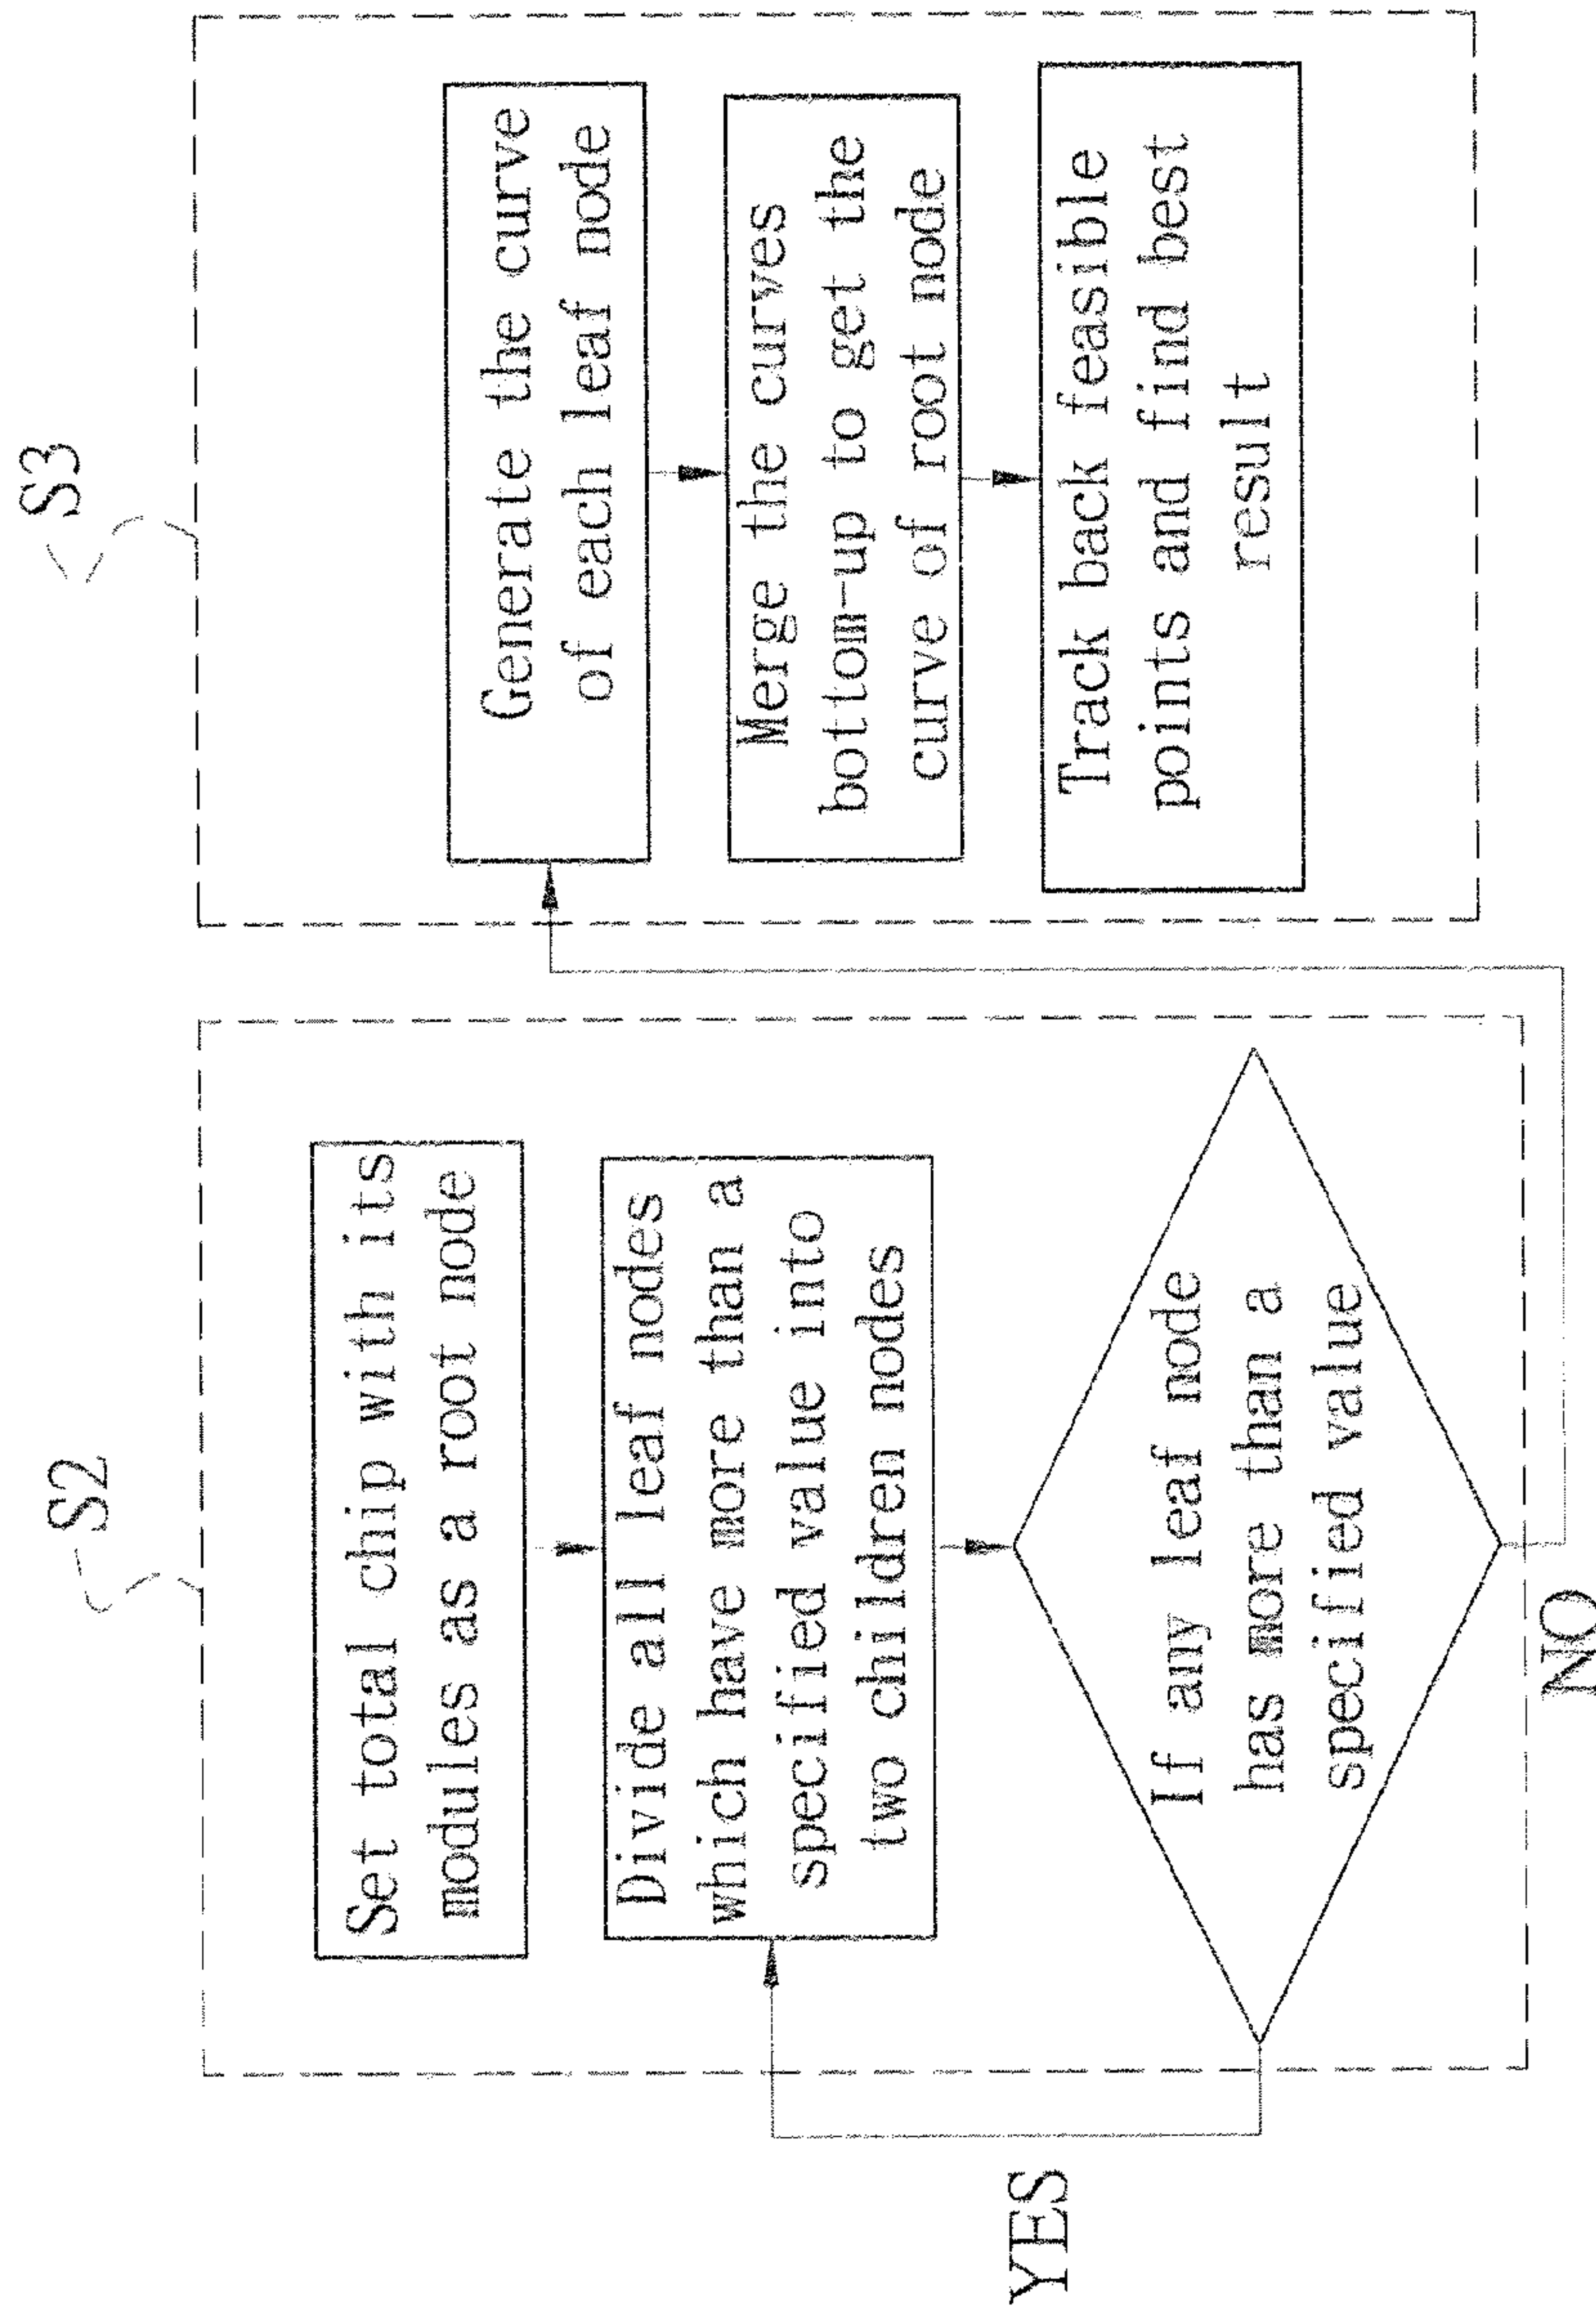 S2
Set total chip with its
modules as a root node
Divide all leaf nodes
which have more than a
specified value into
two children nodes
If any leaf node
has more than a
specified value
YES
NO
S3
Generate the curve
of each leaf node
Merge the curves
bottom-up to get the
curve of root node
Track back feasible
points and find best
result